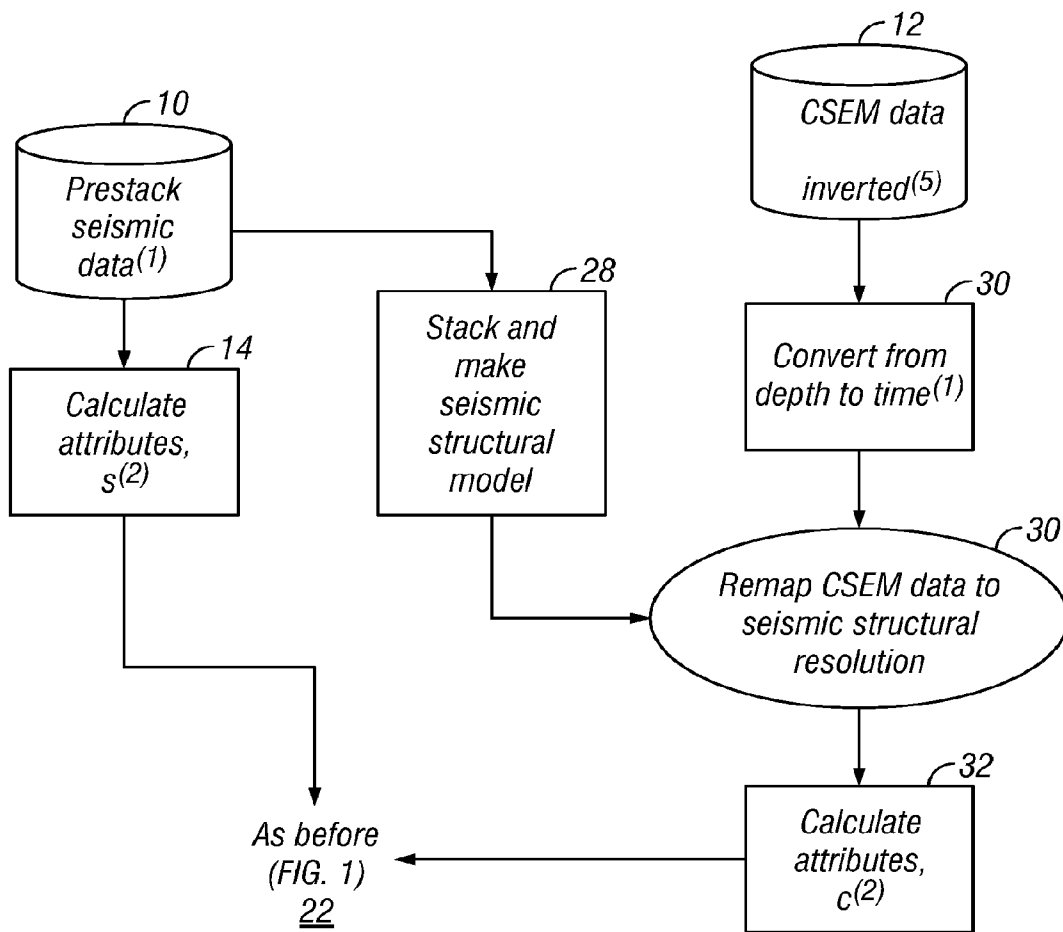 12
CSEM data
inverted(5)
10
Prestack
seismic
data(1)
28
Stack and
make
seismic
structural
model
30
Convert from
depth to time(1)
14
Calculate
attributes,
s(2)
30
Remap CSEM data to
seismic structural
resolution
32
Calculate
attributes,
c(2)
As before
(FIG. 1)
22